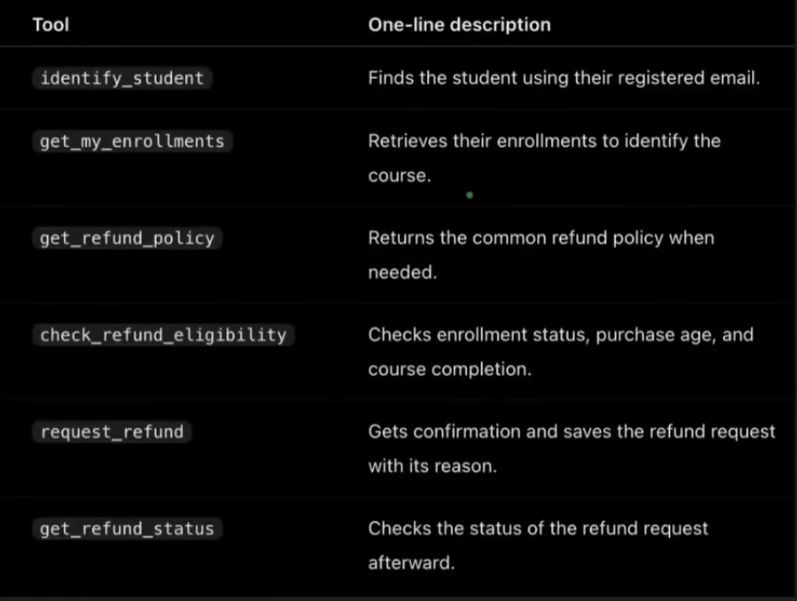 Tool One-line description
identify_student Finds the student using their registered email.
get_my_enrollments Retrieves their enrollments to identify the
course.
get_refund_policy Returns the common refund policy when
needed.
check_refund_eligibility Checks enrollment status, purchase age, and
course completion.
request_refund Gets confirmation and saves the refund request
with its reason.
get_refund_status Checks the status of the refund request
afterward.